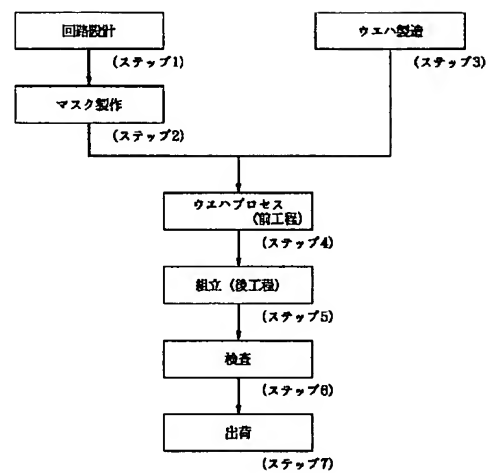 回路設計
ウエハ製造
(ステップ1)
(ステップ3)
マスク製作
(ステップ2)
ウエハプロセス
(前工程)
(ステップ4)
組立 (後工程)
(ステップ5)
検査
(ステップ6)
出荷
(ステップ7)